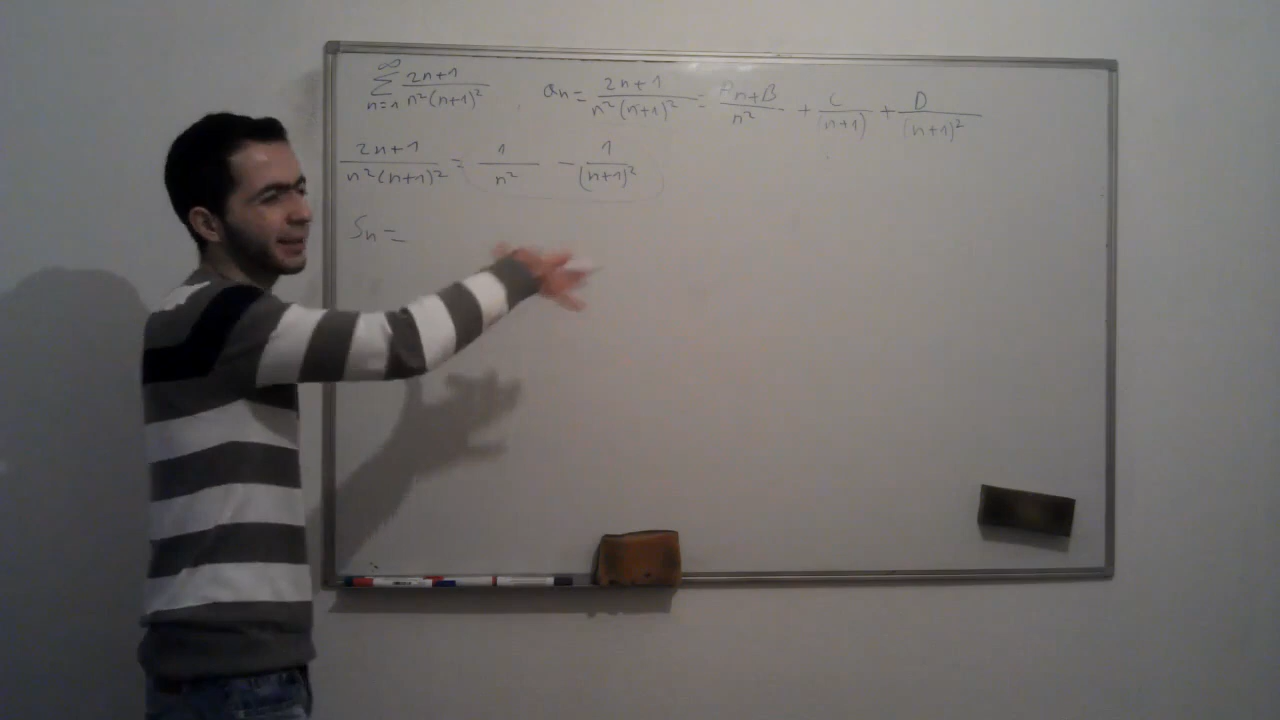 ∞ ∑ n=1 (2n+1)/(n²(n+1)²)   an = (2n+1)/(n²(n+1)²) = (An+B)/n² + C/(n+1) + D/(n+1)²
(2n+1)/(n²(n+1)²) = 1/n² − 1/(n+1)²
Sn =